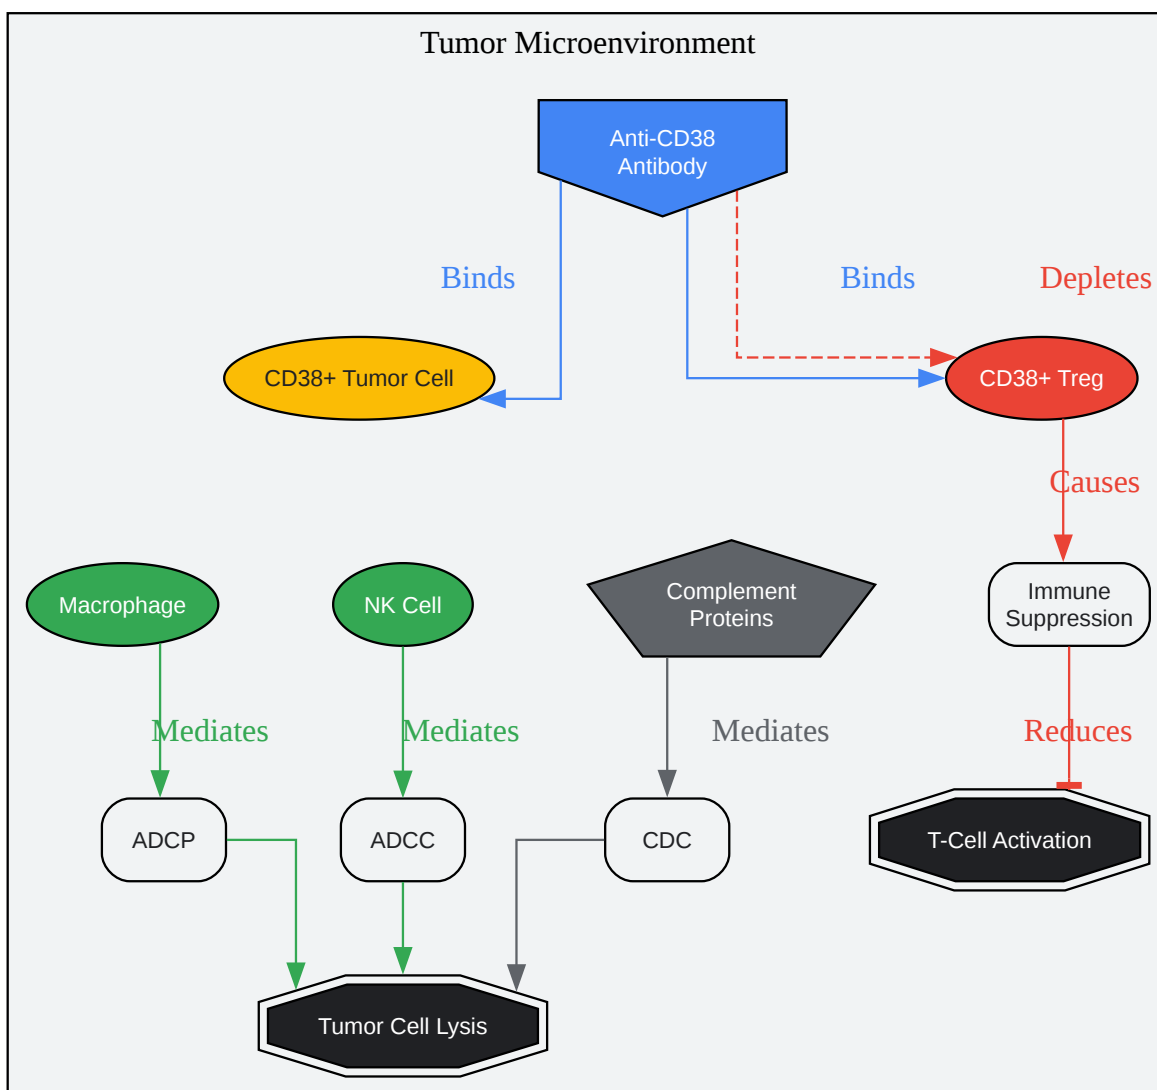 Tumor Microenvironment
Anti-CD38
Antibody
Binds
Binds
Depletes
CD38+ Tumor Cell
CD38+ Treg
Causes
Macrophage
NK Cell
Complement
Proteins
Immune
Suppression
Mediates
Mediates
Mediates
Reduces
ADCP
ADCC
CDC
T-Cell Activation
Tumor Cell Lysis